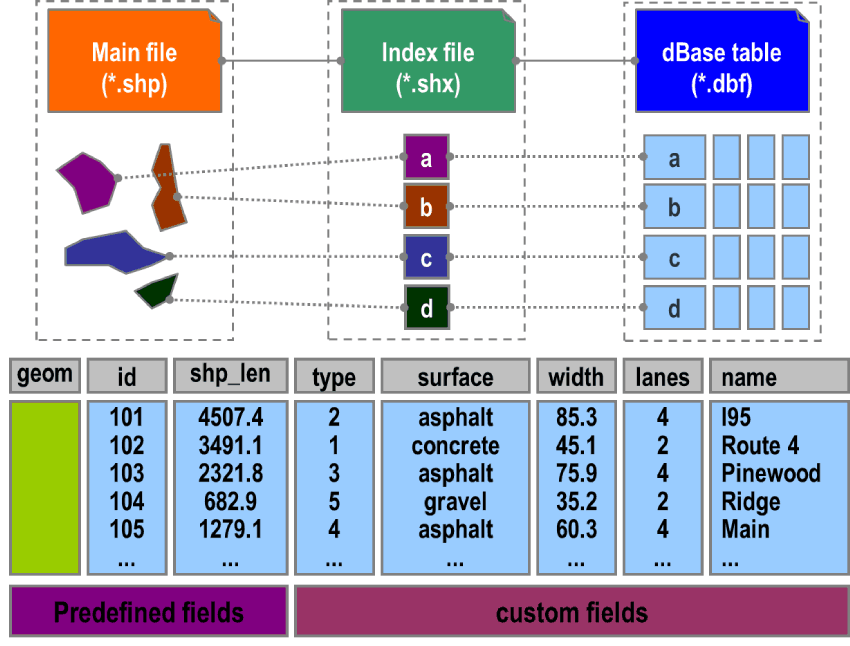 Main file
(*.shp)
Index file
(*.shx)
dBase table
(*.dbf)
a a
b b
c c
d d
geom id shp_len type surface width lanes name
101 4507.4 2 asphalt 85.3 4 I95
102 3491.1 1 concrete 45.1 2 Route 4
103 2321.8 3 asphalt 75.9 4 Pinewood
104 682.9 5 gravel 35.2 2 Ridge
105 1279.1 4 asphalt 60.3 4 Main
... ... ... ... ... ... ...
Predefined fields custom fields